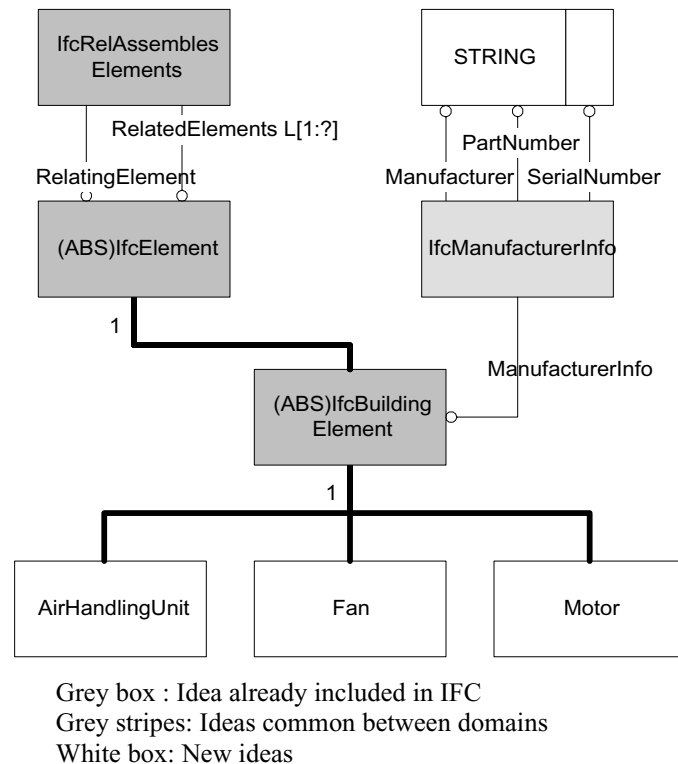 IfcRelAssembles
Elements
STRING
RelatedElements L[1:?]
PartNumber
RelatingElement
Manufacturer
SerialNumber
(ABS)IfcElement
IfcManufacturerInfo
1
ManufacturerInfo
(ABS)IfcBuilding
Element
1
AirHandlingUnit
Fan
Motor
Grey box : Idea already included in IFC
Grey stripes: Ideas common between domains
White box: New ideas